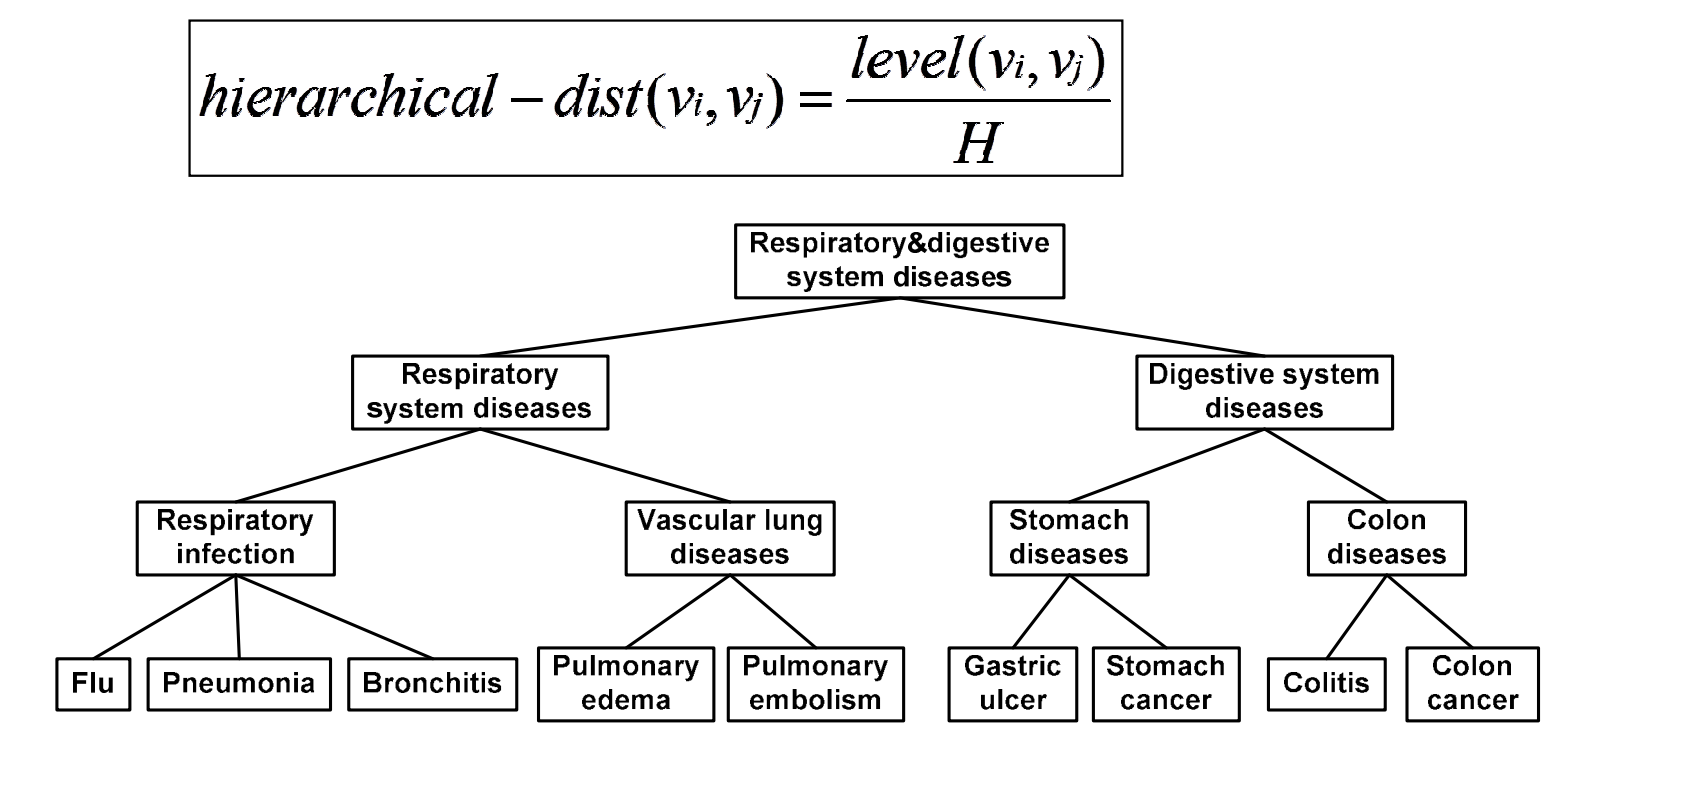 hierarchical – dist(vi, vj) = level(vi, vj) / H
Respiratory&digestive
system diseases
Respiratory
system diseases
Digestive system
diseases
Respiratory
infection
Vascular lung
diseases
Stomach
diseases
Colon
diseases
Flu
Pneumonia
Bronchitis
Pulmonary
edema
Pulmonary
embolism
Gastric
ulcer
Stomach
cancer
Colitis
Colon
cancer